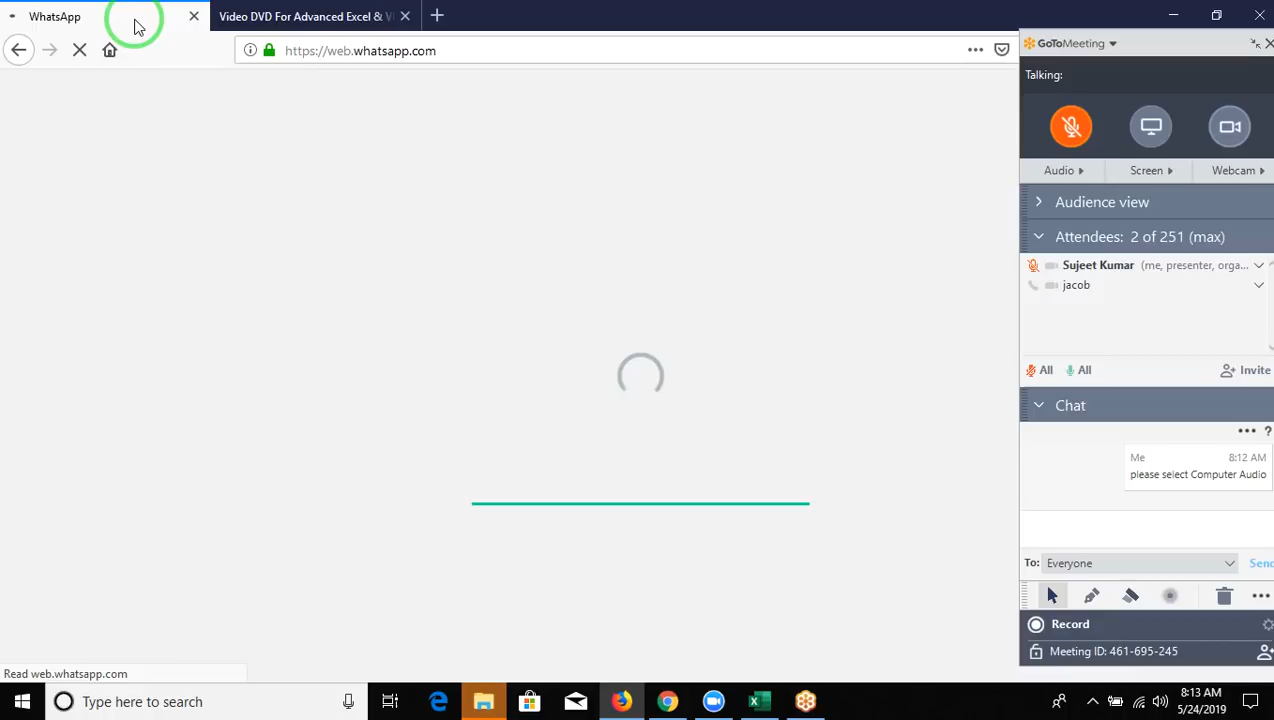 WhatsApp
Video DVD For Advanced Excel & V
https://web.whatsapp.com
GoToMeeting
Talking:
Audio
Screen
Webcam
Audience view
Attendees: 2 of 251 (max)
Sujeet Kumar (me, presenter, orga...
jacob
All
All
Invite
Chat
Me 8:12 AM
please select Computer Audio
To: Everyone
Send
Record
Meeting ID: 461-695-245
Read web.whatsapp.com
Type here to search
8:13 AM
5/24/2019